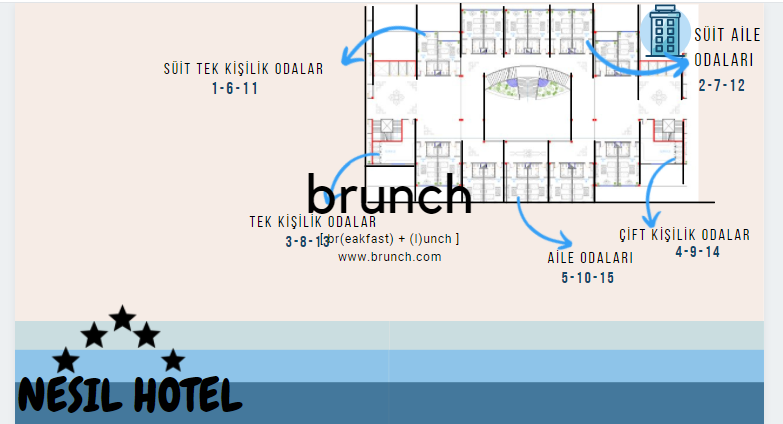 SÜİT TEK KİŞİLİK ODALAR
1-6-11
SÜİT AİLE
ODALARI
2-7-12
brunch
TEK KİŞİLİK ODALAR
3-8-13
[ br(eakfast) + (l)unch ]
www.brunch.com
AİLE ODALARI
5-10-15
ÇİFT KİŞİLİK ODALAR
4-9-14
NESIL HOTEL